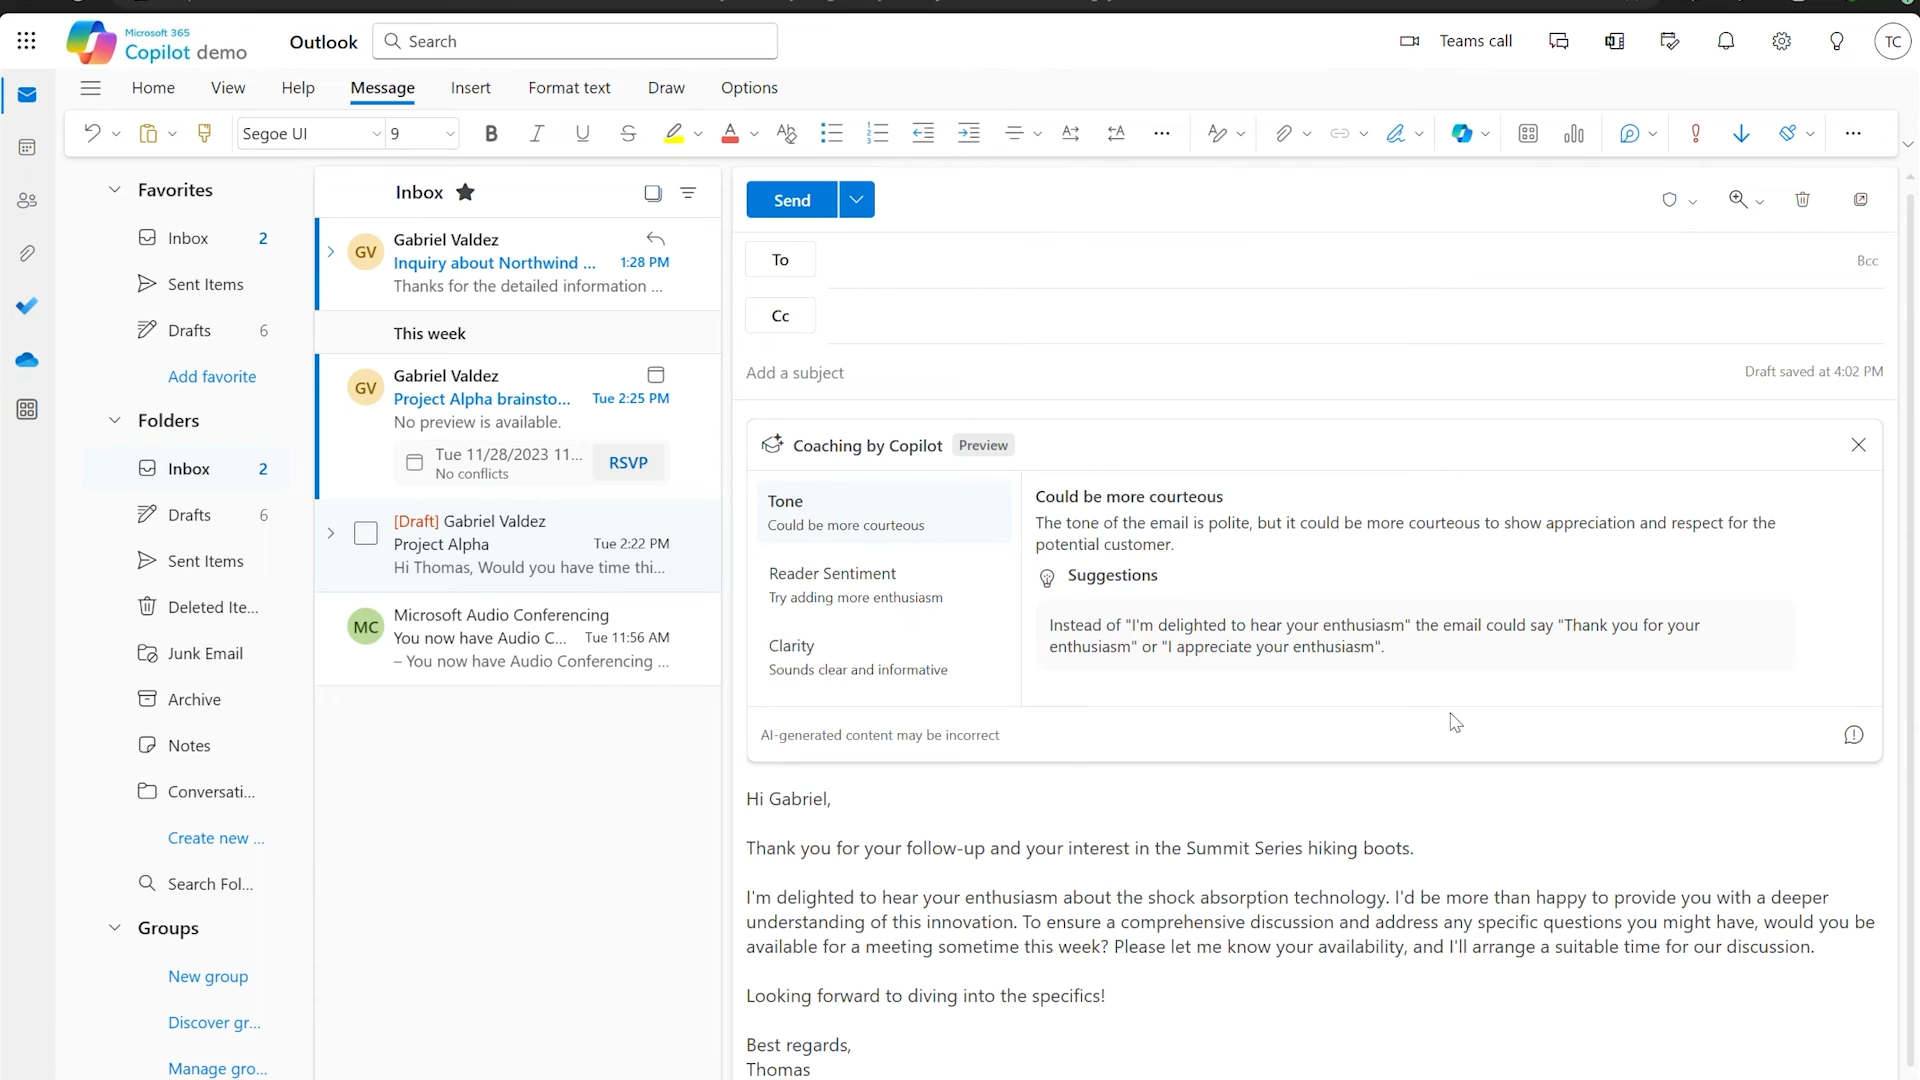 Microsoft 365
Copilot demo
Outlook
Search
Teams call
TC
Home
View
Help
Message
Insert
Format text
Draw
Options
Segoe UI
9
Favorites
Inbox 2
Sent Items
Drafts 6
Add favorite
Folders
Inbox 2
Drafts 6
Sent Items
Deleted Ite...
Junk Email
Archive
Notes
Conversati...
Create new ...
Search Fol...
Groups
New group
Discover gr...
Manage gro...
Inbox
GV
Gabriel Valdez
Inquiry about Northwind ... 1:28 PM
Thanks for the detailed information ...
This week
GV
Gabriel Valdez
Project Alpha brainsto... Tue 2:25 PM
No preview is available.
Tue 11/28/2023 11...
No conflicts
RSVP
[Draft] Gabriel Valdez
Project Alpha Tue 2:22 PM
Hi Thomas, Would you have time thi...
MC
Microsoft Audio Conferencing
You now have Audio C... Tue 11:56 AM
– You now have Audio Conferencing ...
Send
To
Bcc
Cc
Add a subject
Draft saved at 4:02 PM
Coaching by Copilot Preview
Tone
Could be more courteous
Reader Sentiment
Try adding more enthusiasm
Clarity
Sounds clear and informative
Could be more courteous
The tone of the email is polite, but it could be more courteous to show appreciation and respect for the
potential customer.
Suggestions
Instead of "I'm delighted to hear your enthusiasm" the email could say "Thank you for your
enthusiasm" or "I appreciate your enthusiasm".
AI-generated content may be incorrect
Hi Gabriel,
Thank you for your follow-up and your interest in the Summit Series hiking boots.
I'm delighted to hear your enthusiasm about the shock absorption technology. I'd be more than happy to provide you with a deeper
understanding of this innovation. To ensure a comprehensive discussion and address any specific questions you might have, would you be
available for a meeting sometime this week? Please let me know your availability, and I'll arrange a suitable time for our discussion.
Looking forward to diving into the specifics!
Best regards,
Thomas